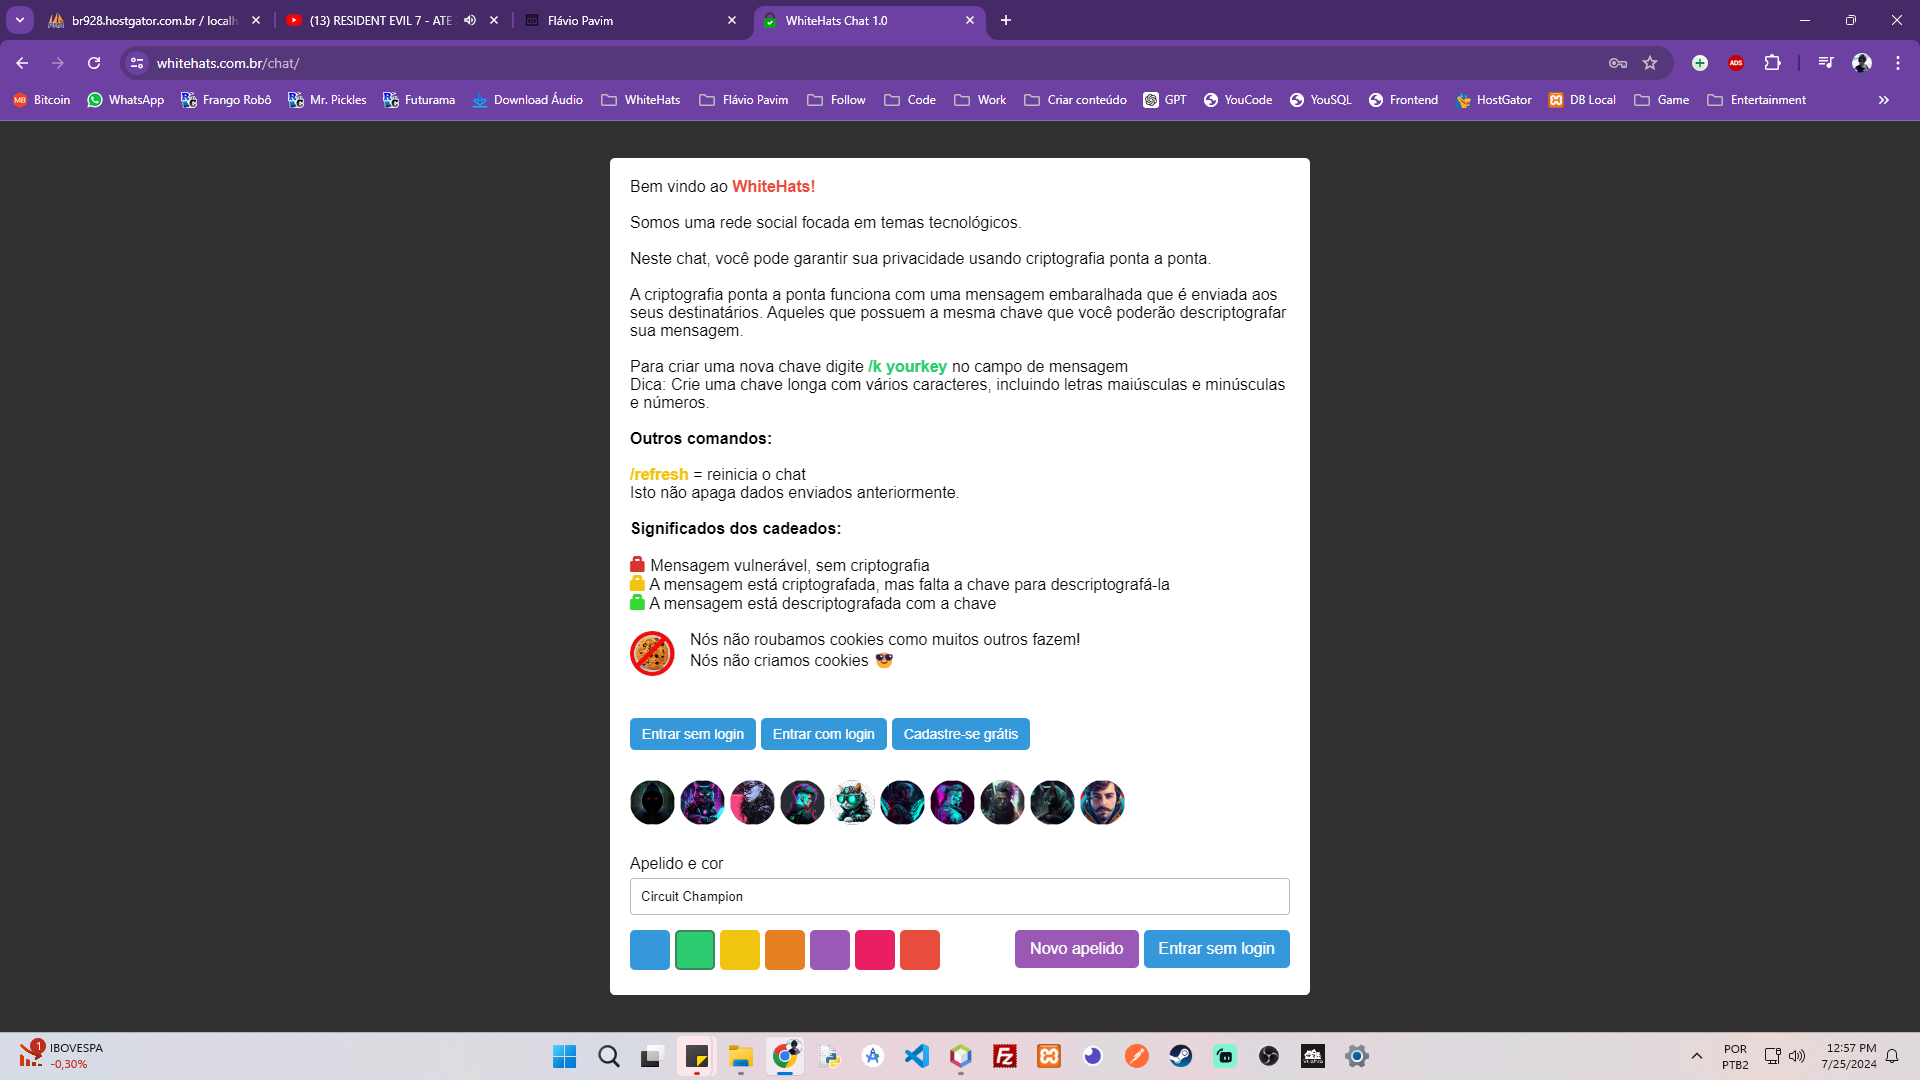 br928.hostgator.com.br / localh
(13) RESIDENT EVIL 7 - ATE
Flávio Pavim
WhiteHats Chat 1.0
whitehats.com.br/chat/
ADS
Bitcoin
WhatsApp
Frango Robô
Mr. Pickles
Futurama
Download Áudio
WhiteHats
Flávio Pavim
Follow
Code
Work
Criar conteúdo
GPT
YouCode
YouSQL
Frontend
HostGator
DB Local
Game
Entertainment
Bem vindo ao WhiteHats!
Somos uma rede social focada em temas tecnológicos.
Neste chat, você pode garantir sua privacidade usando criptografia ponta a ponta.
A criptografia ponta a ponta funciona com uma mensagem embaralhada que é enviada aos
seus destinatários. Aqueles que possuem a mesma chave que você poderão descriptografar
sua mensagem.
Para criar uma nova chave digite /k yourkey no campo de mensagem
Dica: Crie uma chave longa com vários caracteres, incluindo letras maiúsculas e minúsculas
e números.
Outros comandos:
/refresh = reinicia o chat
Isto não apaga dados enviados anteriormente.
Significados dos cadeados:
Mensagem vulnerável, sem criptografia
A mensagem está criptografada, mas falta a chave para descriptografá-la
A mensagem está descriptografada com a chave
Nós não roubamos cookies como muitos outros fazem!
Nós não criamos cookies 😎
Entrar sem login
Entrar com login
Cadastre-se grátis
Apelido e cor
Circuit Champion
Novo apelido
Entrar sem login
1
IBOVESPA
-0,30%
POR
PTB2
12:57 PM
7/25/2024